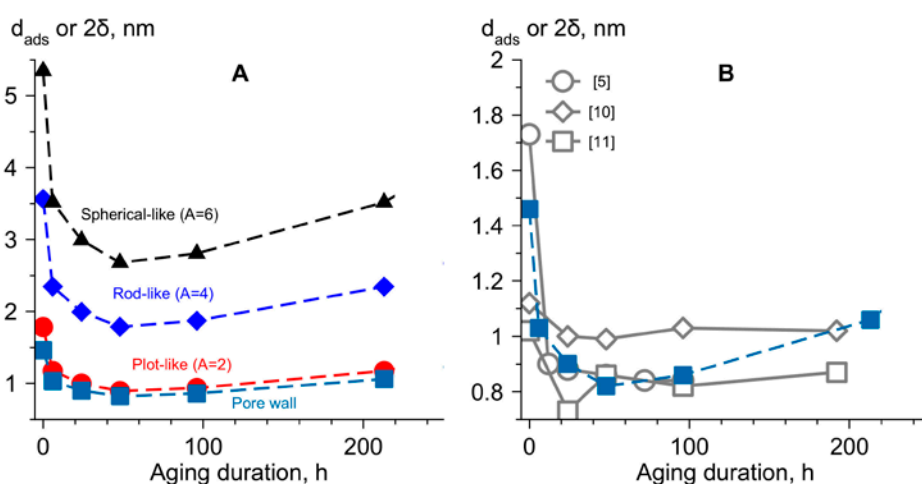 d_ads or 2δ, nm
A
5
4
3
2
1
Spherical-like (A=6)
Rod-like (A=4)
Plot-like (A=2)
Pore wall
0
100
200
Aging duration, h
d_ads or 2δ, nm
B
2
1.8
1.6
1.4
1.2
1
0.8
[5]
[10]
[11]
0
100
200
Aging duration, h